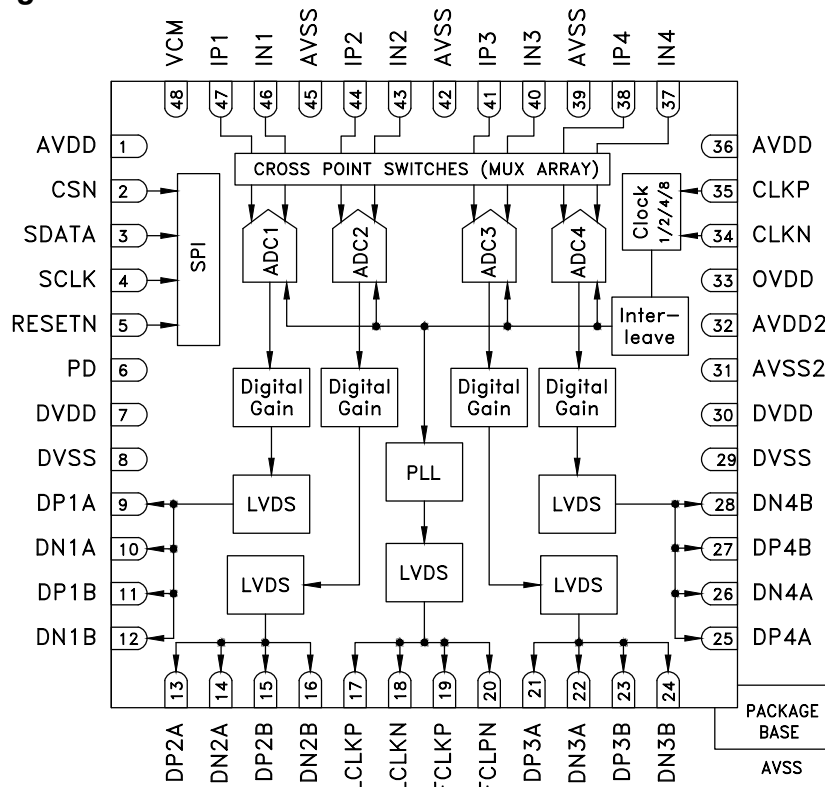 VCM
IP1
IN1
AVSS
IP2
IN2
AVSS
IP3
IN3
AVSS
IP4
IN4
48
47
46
45
44
43
42
41
40
39
38
37
AVDD 1
CSN 2
SDATA 3
SCLK 4
RESETN 5
PD 6
DVDD 7
DVSS 8
DP1A 9
DN1A 10
DP1B 11
DN1B 12
36 AVDD
35 CLKP
34 CLKN
33 OVDD
32 AVDD2
31 AVSS2
30 DVDD
29 DVSS
28 DN4B
27 DP4B
26 DN4A
25 DP4A
CROSS POINT SWITCHES (MUX ARRAY)
SPI
ADC1
ADC2
ADC3
ADC4
Clock
1/2/4/8
Inter-
leave
Digital
Gain
Digital
Gain
Digital
Gain
Digital
Gain
PLL
LVDS
LVDS
LVDS
LVDS
LVDS
13
14
15
16
17
18
19
20
21
22
23
24
DP2A
DN2A
DP2B
DN2B
LCLKP
LCLKN
FCLKP
FCLPN
DP3A
DN3A
DP3B
DN3B
PACKAGE
BASE
AVSS